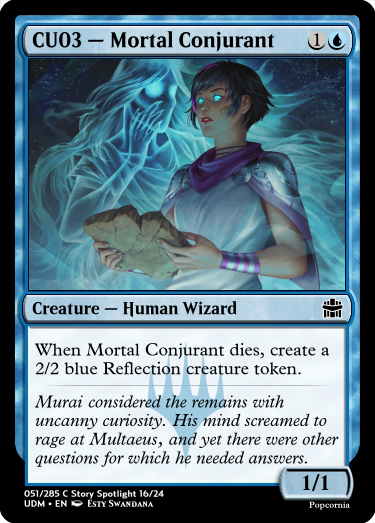 CU03 — Mortal Conjurant 1
Creature — Human Wizard
When Mortal Conjurant dies, create a
2/2 blue Reflection creature token.
Murai considered the remains with
uncanny curiosity. His mind screamed to
rage at Multaeus, and yet there were other
questions for which he needed answers.
1/1
051/285 C Story Spotlight 16/24
UDM • EN Esty Swandana
Popcornia